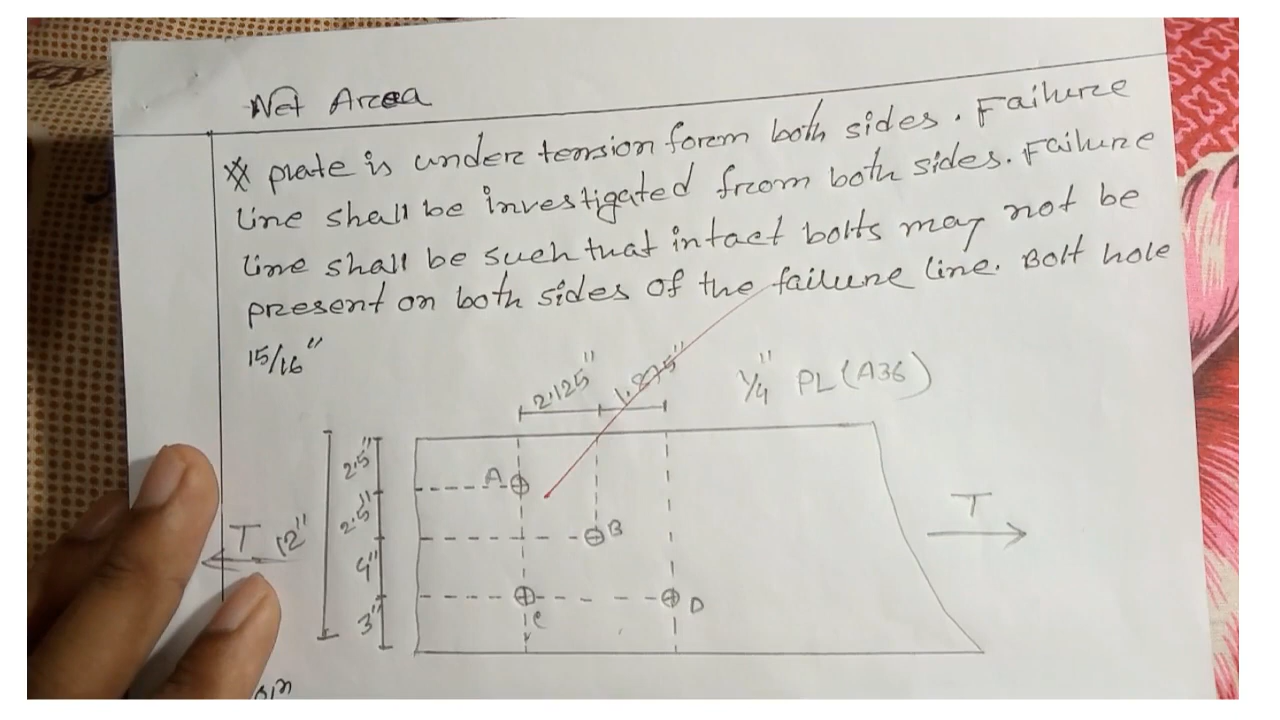 Net Area
※ plate is under tension form both sides. Failure
line shall be investigated from both sides. Failure
line shall be such that intact bolts may not be
present on both sides of the failure line. Bolt hole
15/16"
2.125" 1.875" 1/4" PL (A36)
2.5"
A
T
2.5"
T 12"
B
4"
C
D
3"